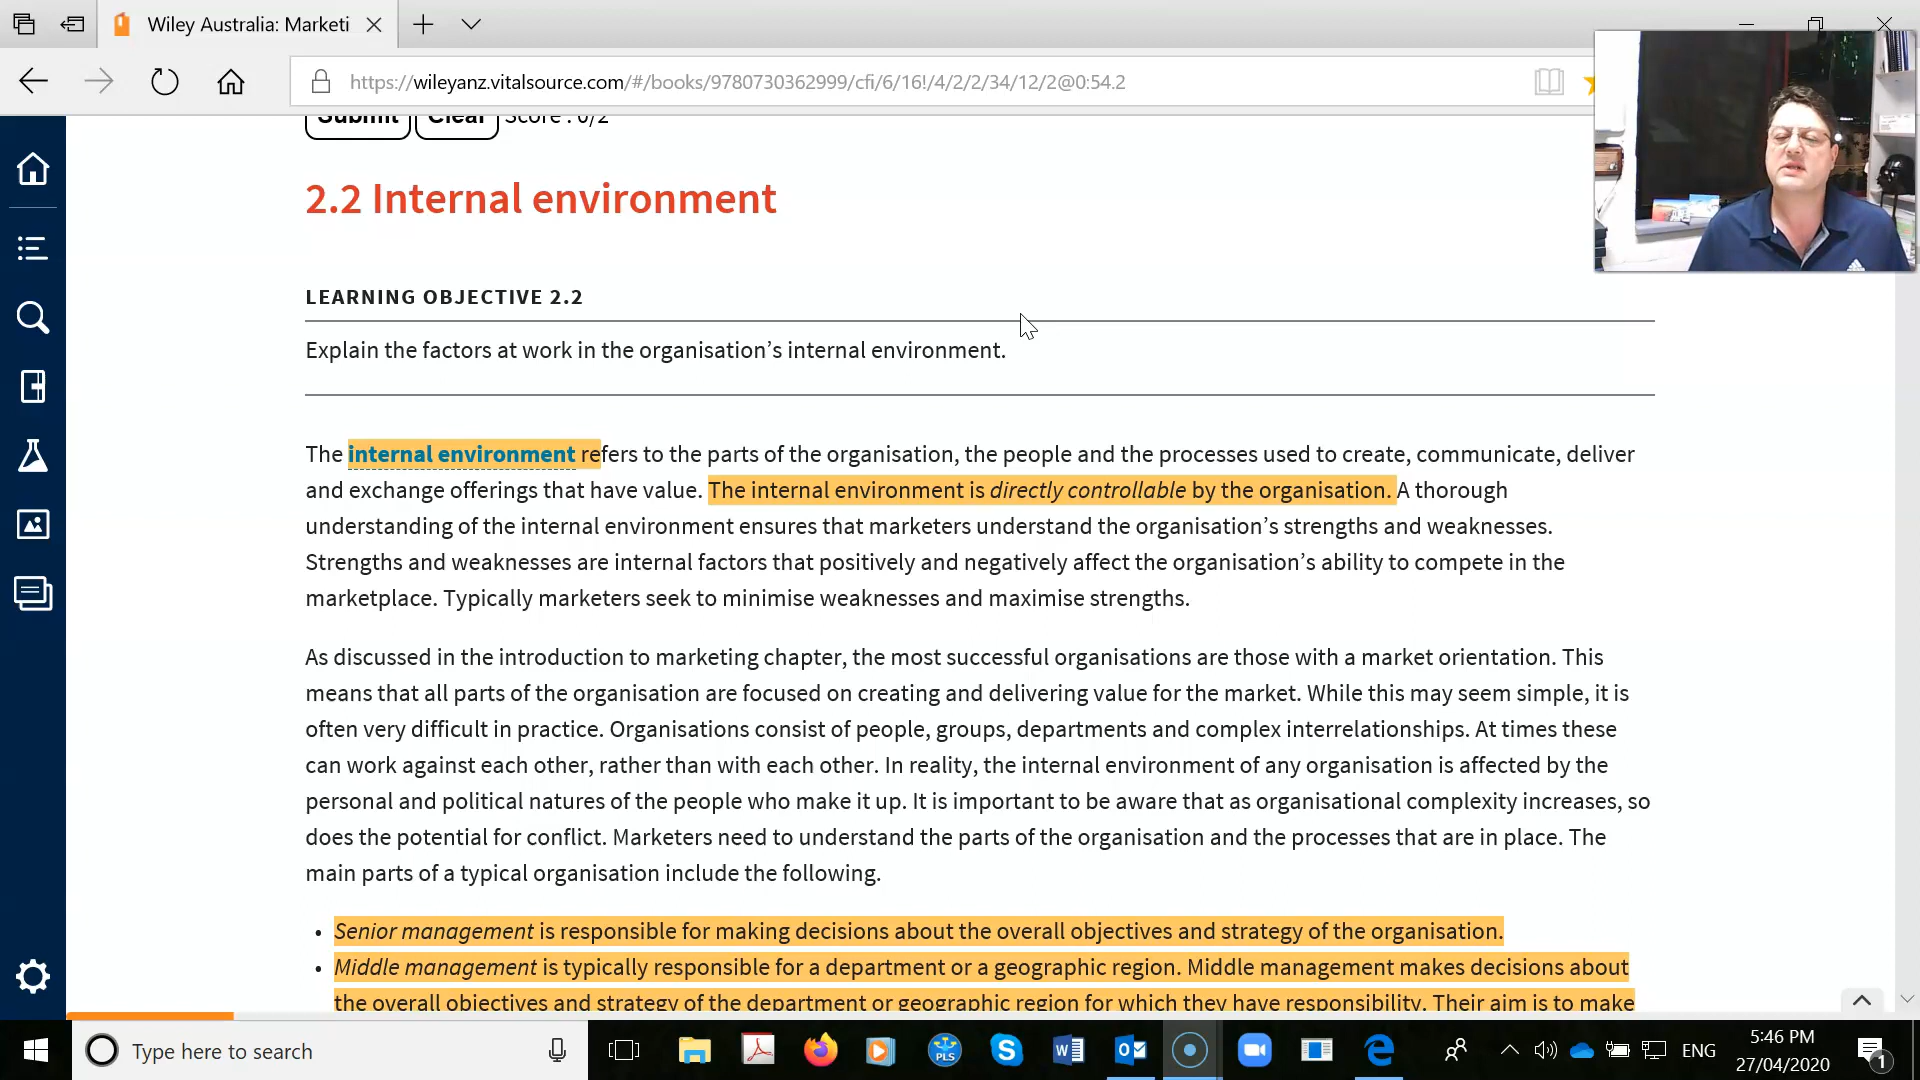 Wiley Australia: Marketi
https://wileyanz.vitalsource.com/#/books/9780730362999/cfi/6/16!/4/2/2/34/12/2@0:54.2
Submit Clear Score : 0/2
2.2 Internal environment
LEARNING OBJECTIVE 2.2
Explain the factors at work in the organisation’s internal environment.
The internal environment refers to the parts of the organisation, the people and the processes used to create, communicate, deliver
and exchange offerings that have value. The internal environment is directly controllable by the organisation. A thorough
understanding of the internal environment ensures that marketers understand the organisation’s strengths and weaknesses.
Strengths and weaknesses are internal factors that positively and negatively affect the organisation’s ability to compete in the
marketplace. Typically marketers seek to minimise weaknesses and maximise strengths.
As discussed in the introduction to marketing chapter, the most successful organisations are those with a market orientation. This
means that all parts of the organisation are focused on creating and delivering value for the market. While this may seem simple, it is
often very difficult in practice. Organisations consist of people, groups, departments and complex interrelationships. At times these
can work against each other, rather than with each other. In reality, the internal environment of any organisation is affected by the
personal and political natures of the people who make it up. It is important to be aware that as organisational complexity increases, so
does the potential for conflict. Marketers need to understand the parts of the organisation and the processes that are in place. The
main parts of a typical organisation include the following.
• Senior management is responsible for making decisions about the overall objectives and strategy of the organisation.
• Middle management is typically responsible for a department or a geographic region. Middle management makes decisions about
the overall objectives and strategy of the department or geographic region for which they have responsibility. Their aim is to make
Type here to search
PLS
ENG
5:46 PM
27/04/2020
1